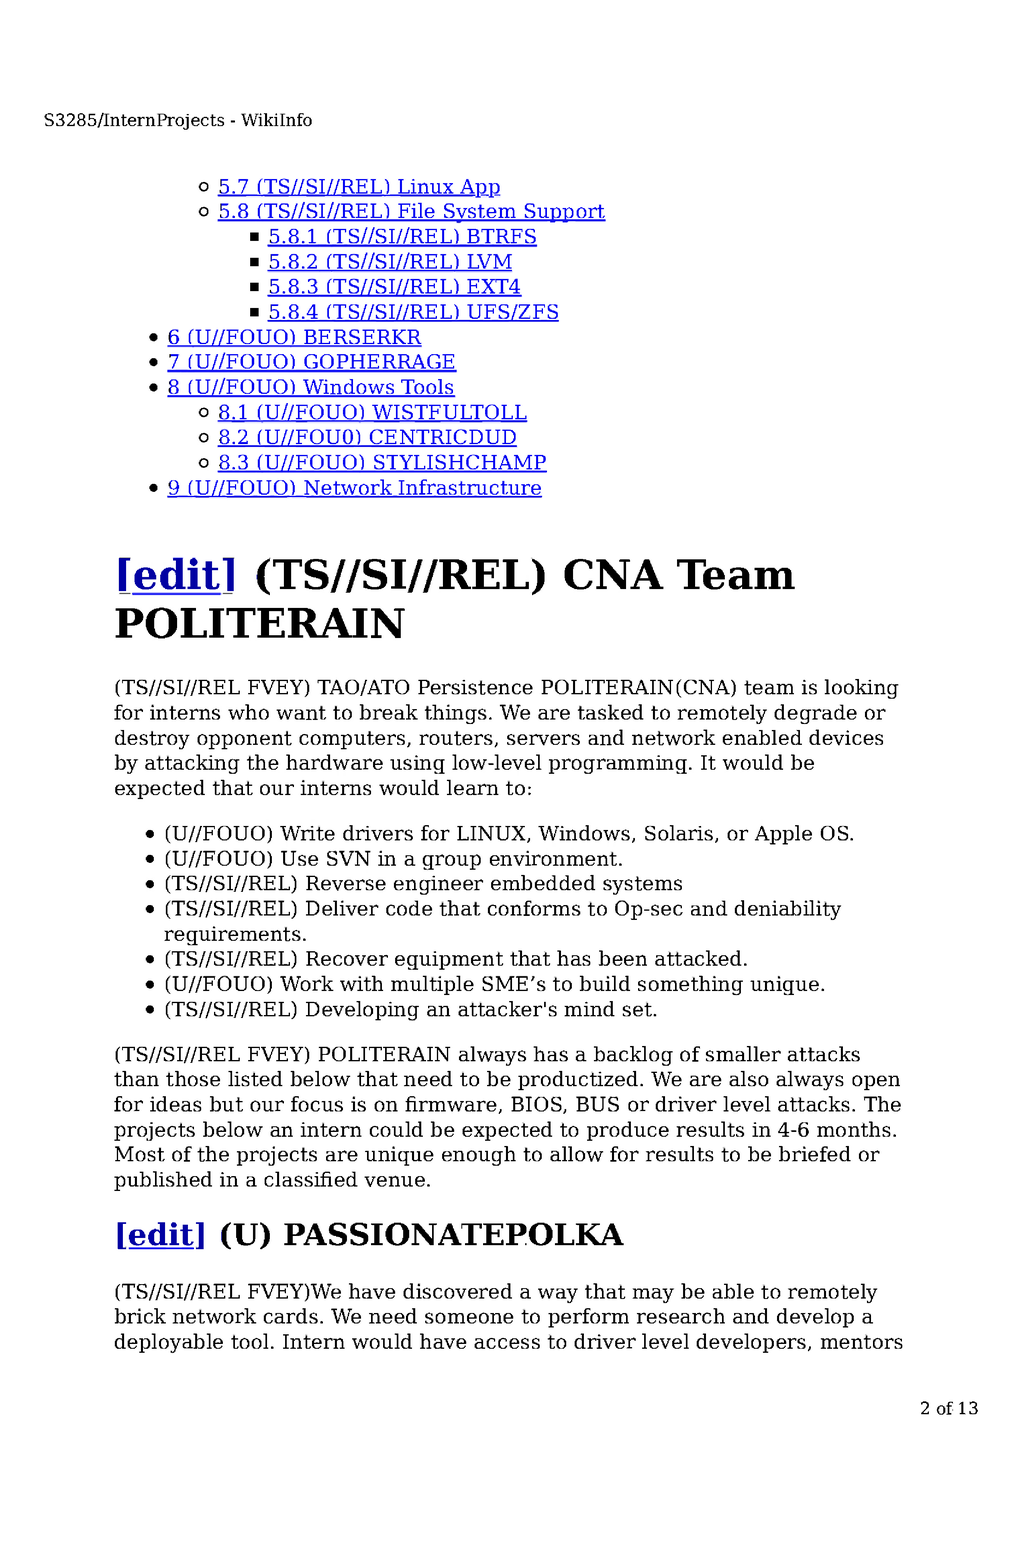 S3285/InternProjects - WikiInfo
5.7 (TS//SI//REL) Linux App
5.8 (TS//SI//REL) File System Support
5.8.1 (TS//SI//REL) BTRFS
5.8.2 (TS//SI//REL) LVM
5.8.3 (TS//SI//REL) EXT4
5.8.4 (TS//SI//REL) UFS/ZFS
6 (U//FOUO) BERSERKR
7 (U//FOUO) GOPHERRAGE
8 (U//FOUO) Windows Tools
8.1 (U//FOUO) WISTFULTOLL
8.2 (U//FOU0) CENTRICDUD
8.3 (U//FOUO) STYLISHCHAMP
9 (U//FOUO) Network Infrastructure
[edit] (TS//SI//REL) CNA Team
POLITERAIN
(TS//SI//REL FVEY) TAO/ATO Persistence POLITERAIN(CNA) team is looking
for interns who want to break things. We are tasked to remotely degrade or
destroy opponent computers, routers, servers and network enabled devices
by attacking the hardware using low-level programming. It would be
expected that our interns would learn to:
(U//FOUO) Write drivers for LINUX, Windows, Solaris, or Apple OS.
(U//FOUO) Use SVN in a group environment.
(TS//SI//REL) Reverse engineer embedded systems
(TS//SI//REL) Deliver code that conforms to Op-sec and deniability
requirements.
(TS//SI//REL) Recover equipment that has been attacked.
(U//FOUO) Work with multiple SME’s to build something unique.
(TS//SI//REL) Developing an attacker's mind set.
(TS//SI//REL FVEY) POLITERAIN always has a backlog of smaller attacks
than those listed below that need to be productized. We are also always open
for ideas but our focus is on firmware, BIOS, BUS or driver level attacks. The
projects below an intern could be expected to produce results in 4-6 months.
Most of the projects are unique enough to allow for results to be briefed or
published in a classified venue.
[edit] (U) PASSIONATEPOLKA
(TS//SI//REL FVEY)We have discovered a way that may be able to remotely
brick network cards. We need someone to perform research and develop a
deployable tool. Intern would have access to driver level developers, mentors
2 of 13